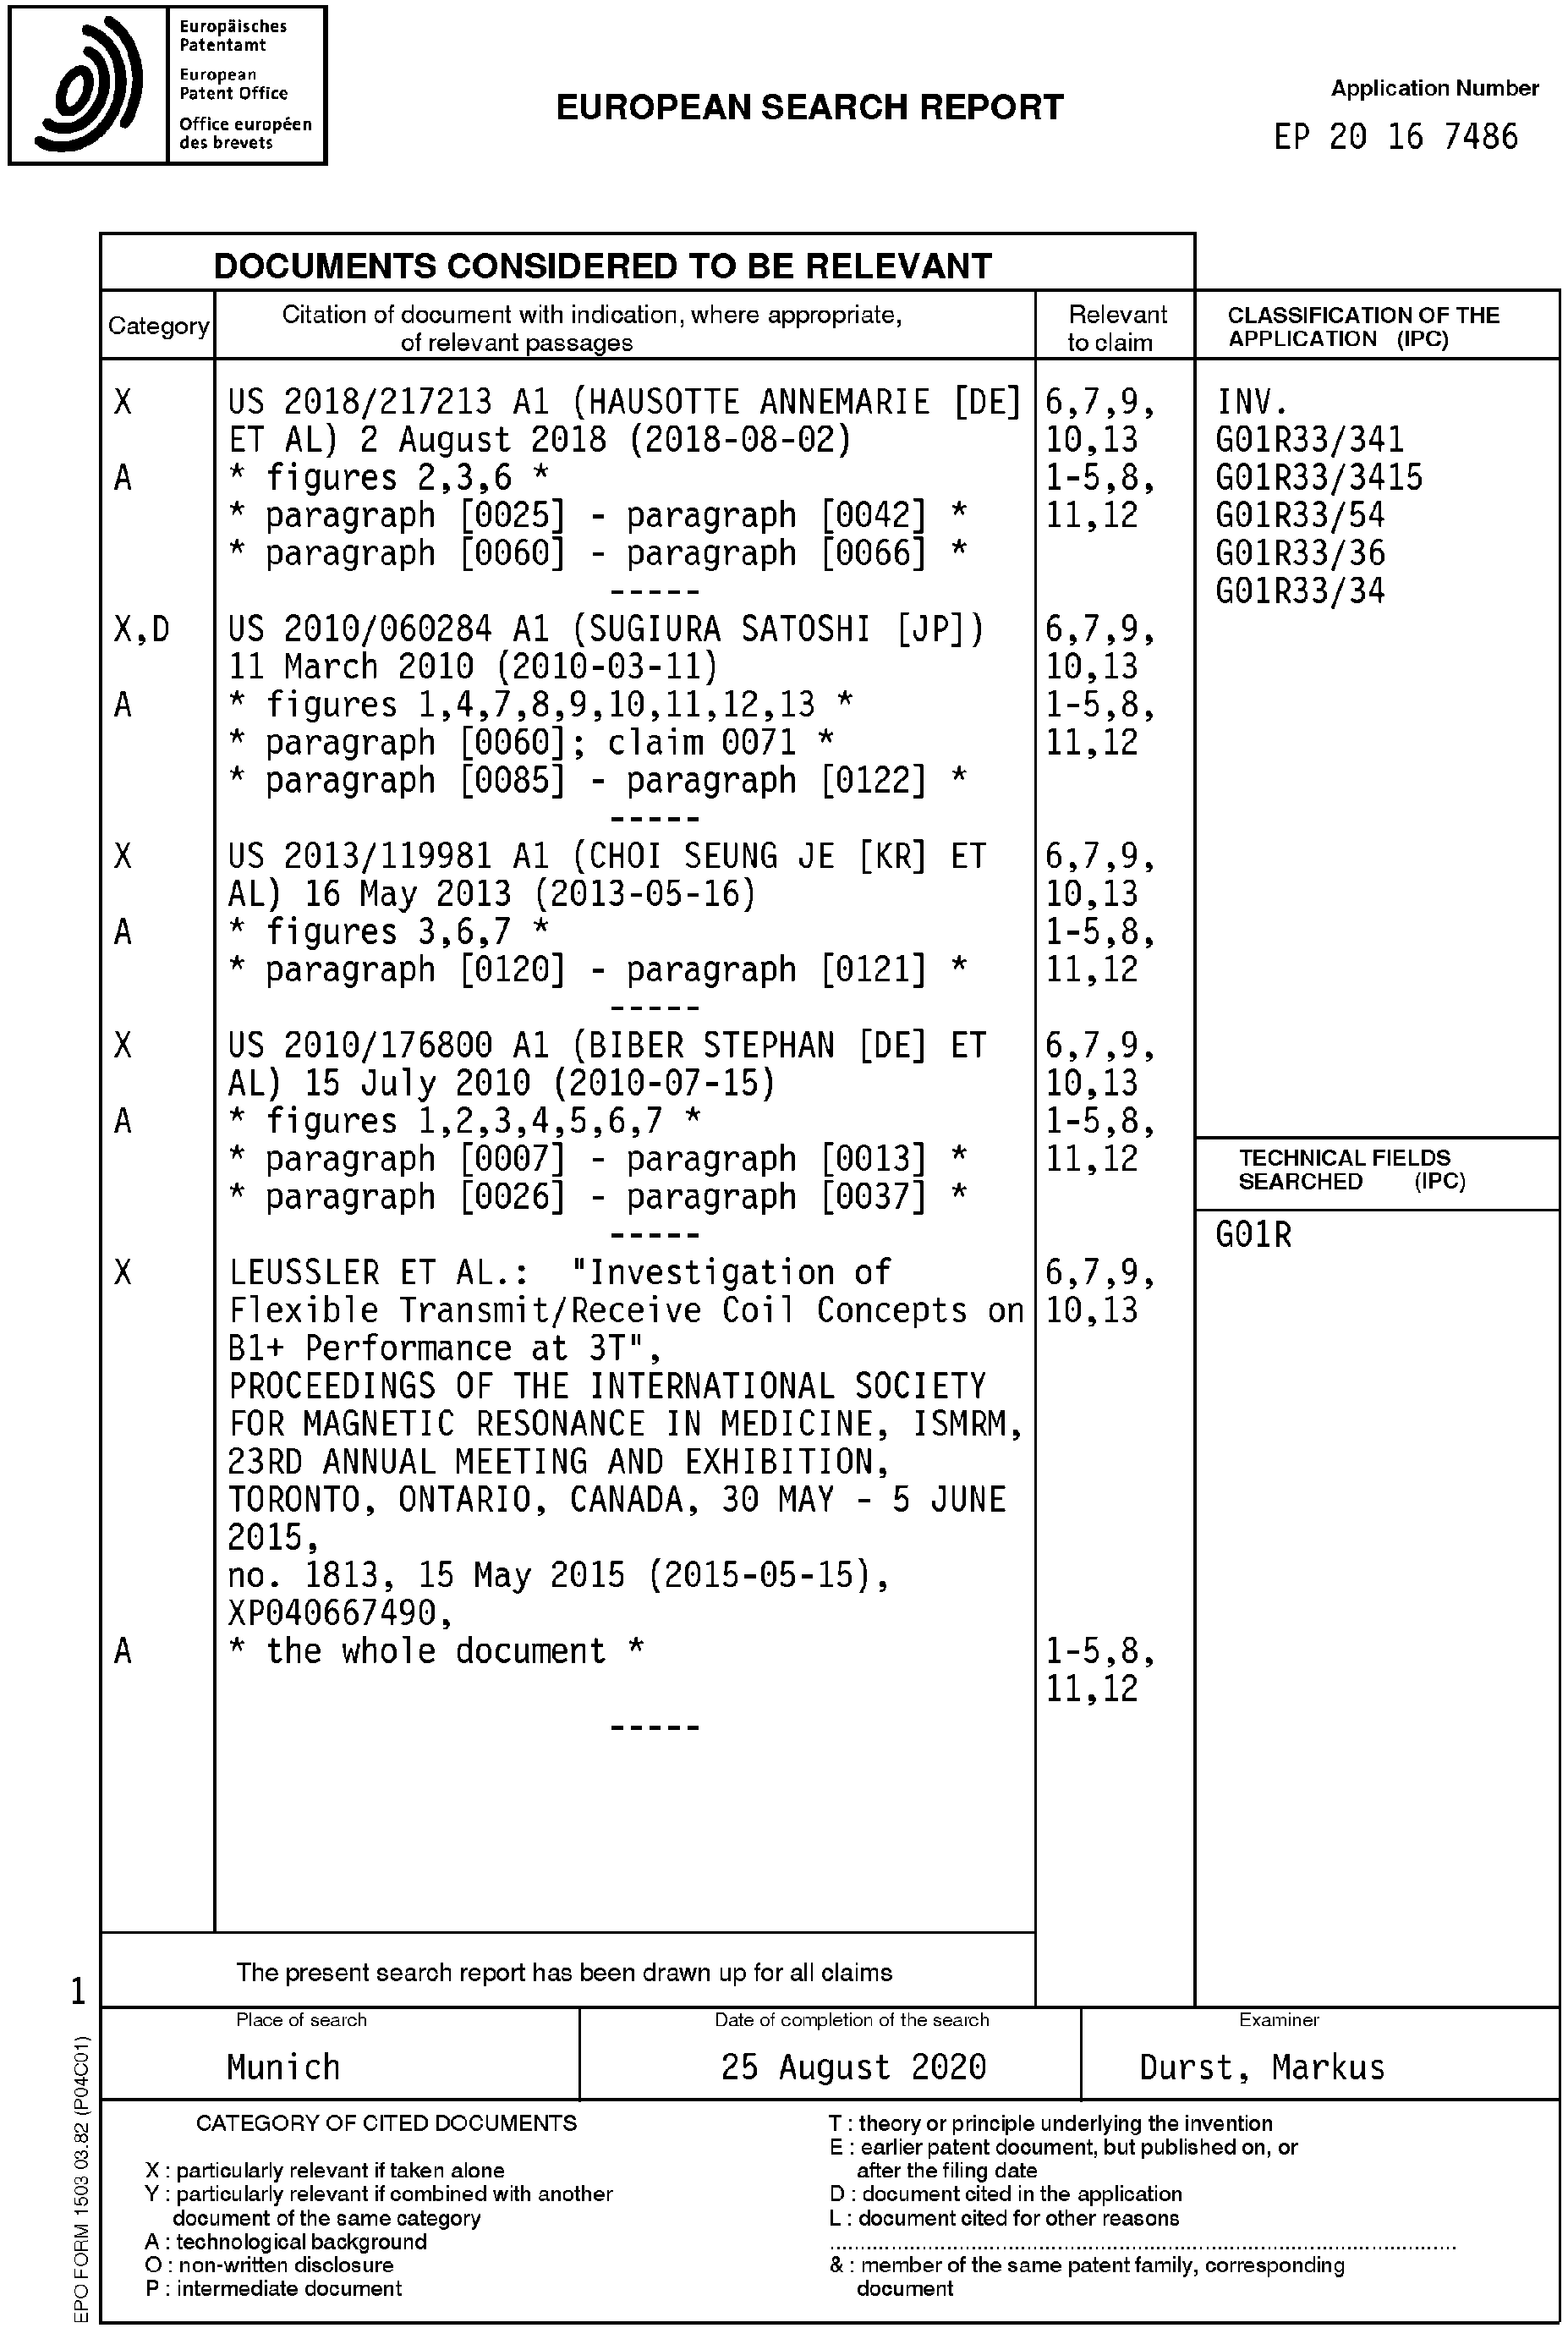 Europäisches
Patentamt
European
Patent Office
Office européen
des brevets
EUROPEAN SEARCH REPORT
Application Number
EP 20 16 7486
DOCUMENTS CONSIDERED TO BE RELEVANT
Category
Citation of document with indication, where appropriate,
of relevant passages
Relevant
to claim
CLASSIFICATION OF THE
APPLICATION (IPC)
X US 2018/217213 A1 (HAUSOTTE ANNEMARIE [DE] 6,7,9,
ET AL) 2 August 2018 (2018-08-02) 10,13
A * figures 2,3,6 * 1-5,8,
* paragraph [0025] - paragraph [0042] * 11,12
* paragraph [0060] - paragraph [0066] *
-----
X,D US 2010/060284 A1 (SUGIURA SATOSHI [JP]) 6,7,9,
11 March 2010 (2010-03-11) 10,13
A * figures 1,4,7,8,9,10,11,12,13 * 1-5,8,
* paragraph [0060]; claim 0071 * 11,12
* paragraph [0085] - paragraph [0122] *
-----
X US 2013/119981 A1 (CHOI SEUNG JE [KR] ET 6,7,9,
AL) 16 May 2013 (2013-05-16) 10,13
A * figures 3,6,7 * 1-5,8,
* paragraph [0120] - paragraph [0121] * 11,12
-----
X US 2010/176800 A1 (BIBER STEPHAN [DE] ET 6,7,9,
AL) 15 July 2010 (2010-07-15) 10,13
A * figures 1,2,3,4,5,6,7 * 1-5,8,
* paragraph [0007] - paragraph [0013] * 11,12
* paragraph [0026] - paragraph [0037] *
-----
X LEUSSLER ET AL.: "Investigation of 6,7,9,
Flexible Transmit/Receive Coil Concepts on 10,13
B1+ Performance at 3T",
PROCEEDINGS OF THE INTERNATIONAL SOCIETY
FOR MAGNETIC RESONANCE IN MEDICINE, ISMRM,
23RD ANNUAL MEETING AND EXHIBITION,
TORONTO, ONTARIO, CANADA, 30 MAY - 5 JUNE
2015,
no. 1813, 15 May 2015 (2015-05-15),
XP040667490,
A * the whole document * 1-5,8,
11,12
-----
INV.
G01R33/341
G01R33/3415
G01R33/54
G01R33/36
G01R33/34
TECHNICAL FIELDS
SEARCHED (IPC)
G01R
The present search report has been drawn up for all claims
1
Place of search
Munich
Date of completion of the search
25 August 2020
Examiner
Durst, Markus
CATEGORY OF CITED DOCUMENTS
X : particularly relevant if taken alone
Y : particularly relevant if combined with another
document of the same category
A : technological background
O : non-written disclosure
P : intermediate document
T : theory or principle underlying the invention
E : earlier patent document, but published on, or
after the filing date
D : document cited in the application
L : document cited for other reasons
& : member of the same patent family, corresponding
document
EPO FORM 1503 03.82 (P04C01)